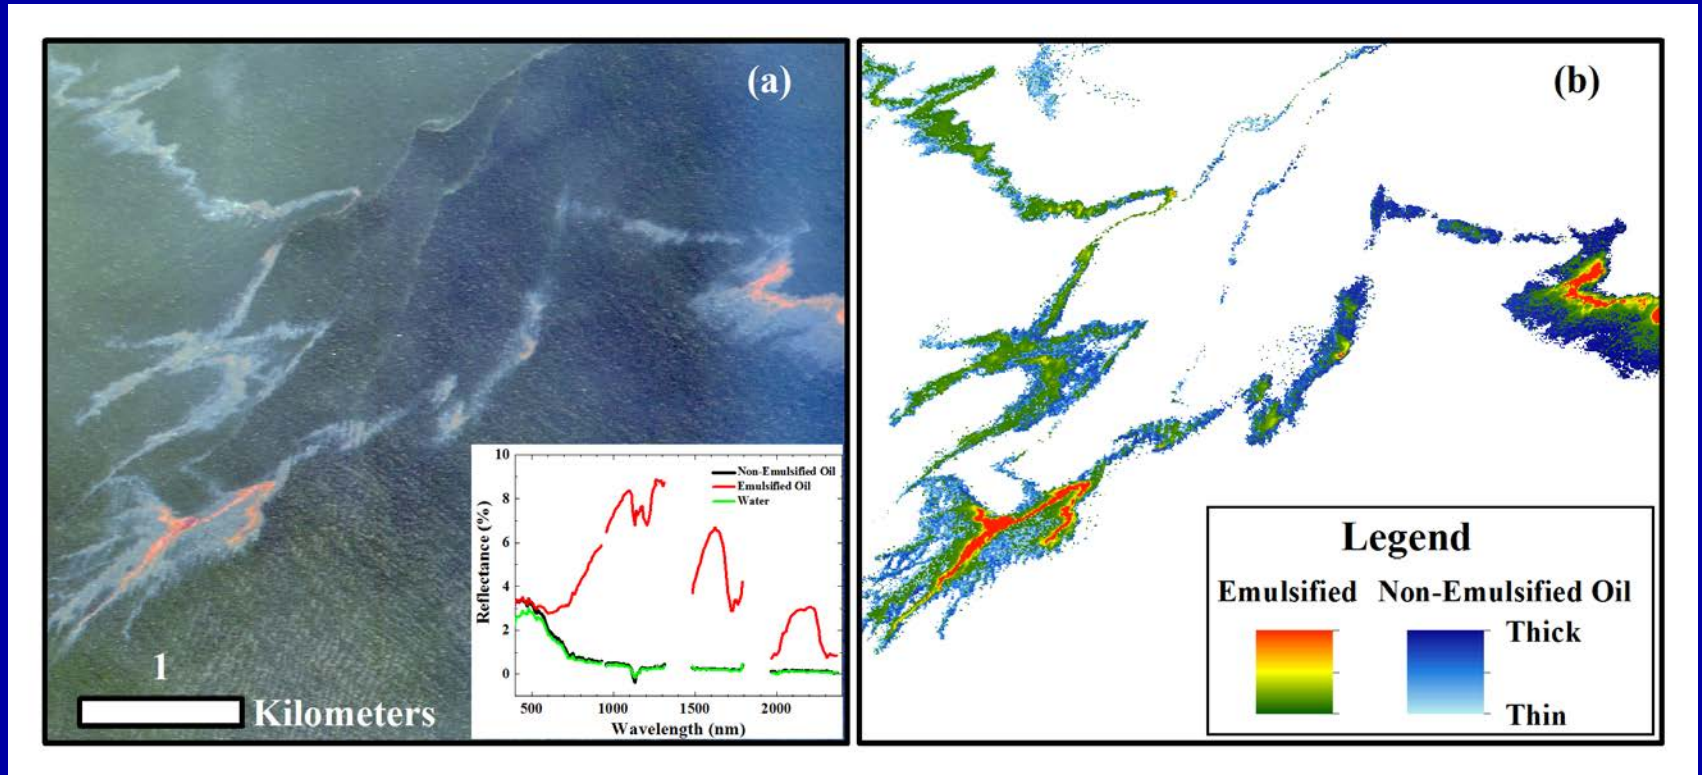 (a)
1
Kilometers
10
8
6
4
2
0
Reflectance (%)
Non-Emulsified Oil
Emulsified Oil
Water
500 1000 1500 2000
Wavelength (nm)
(b)
Legend
Emulsified Non-Emulsified Oil
Thick
Thin